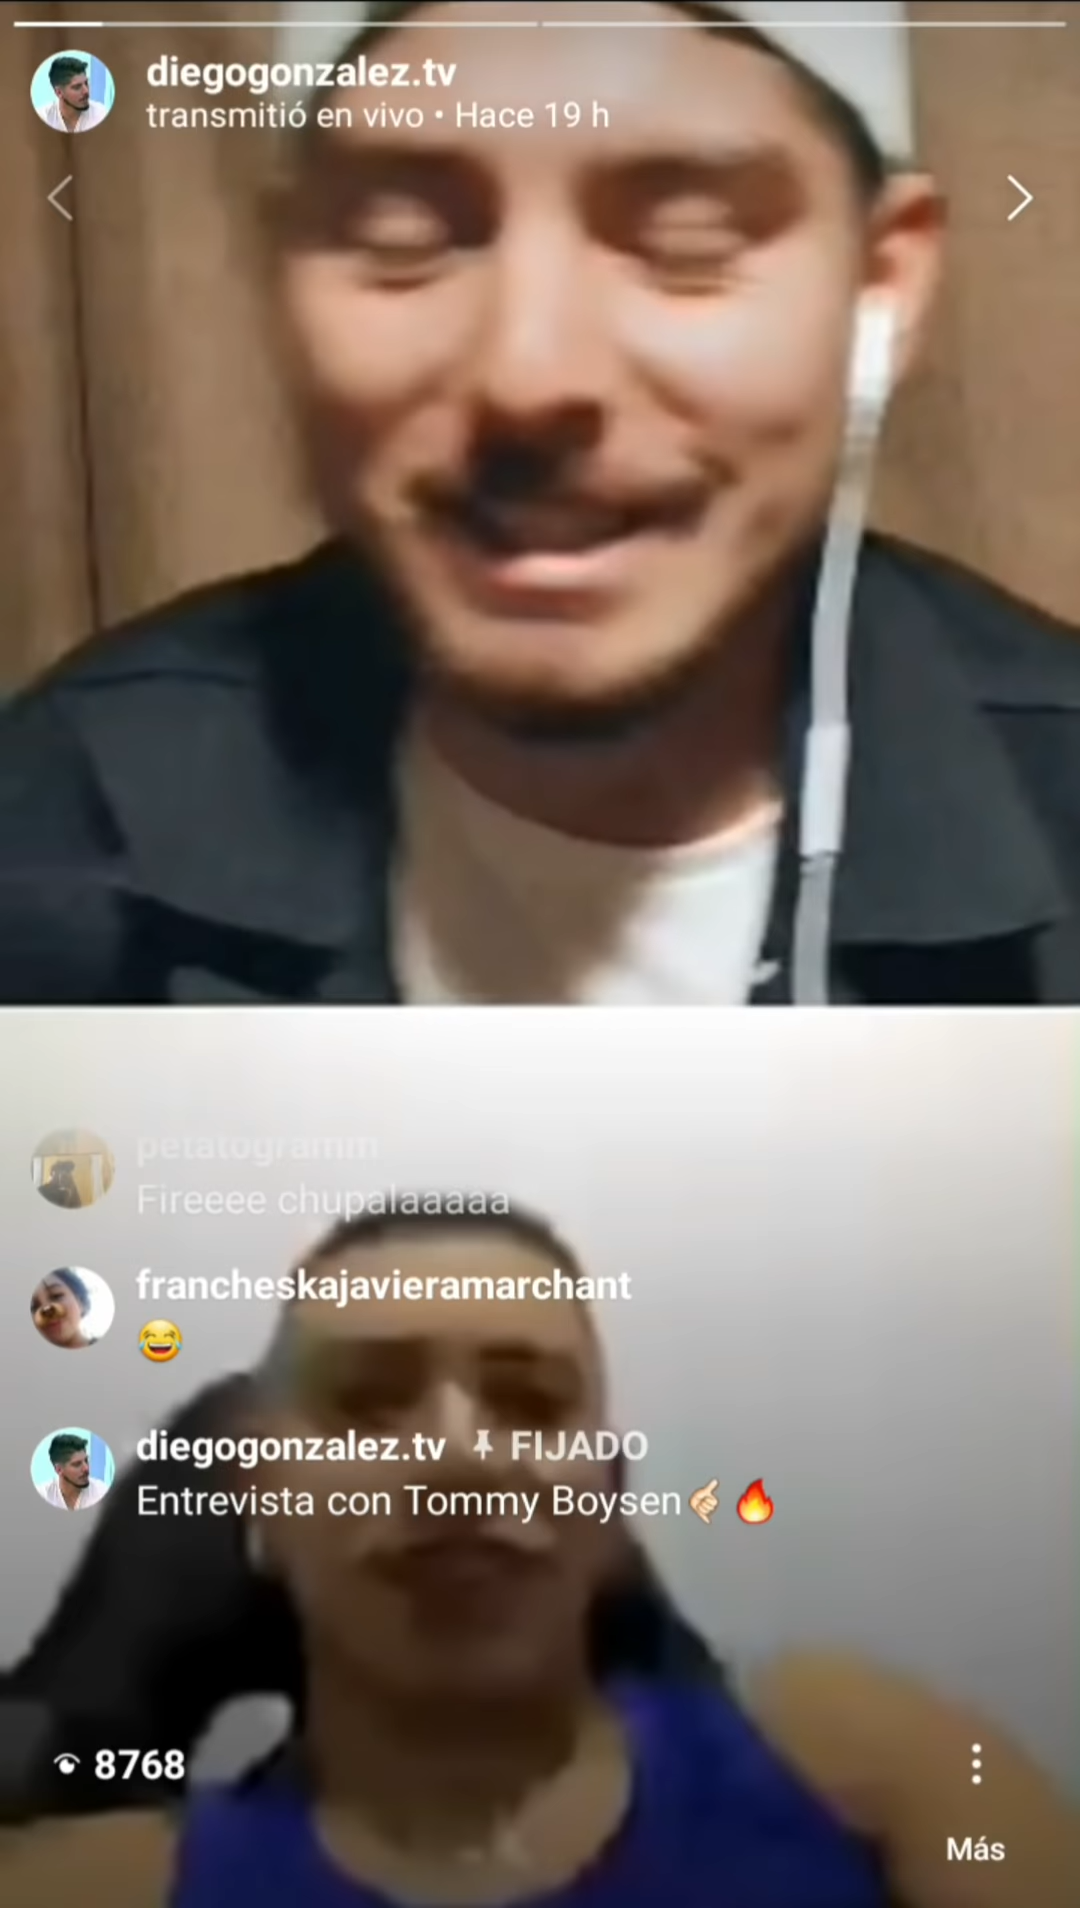 diegogonzalez.tv
transmitió en vivo • Hace 19 h
petatogramm
Fireeee chupalaaaaa
francheskajavieramarchant
😂
diegogonzalez.tv FIJADO
Entrevista con Tommy Boysen🤙🏼🔥
8768
Más